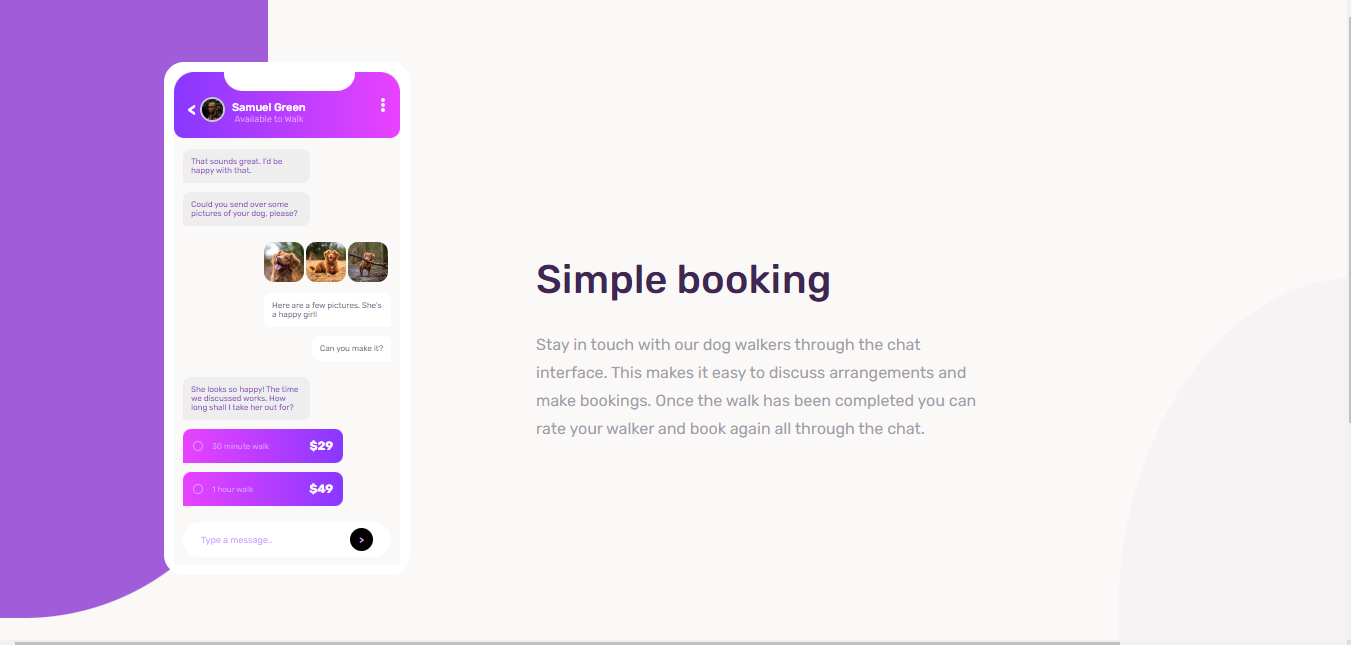 Samuel Green
Available to Walk
That sounds great. I'd be
happy with that.
Could you send over some
pictures of your dog, please?
Here are a few pictures. She's
a happy girl!
Can you make it?
She looks so happy! The time
we discussed works. How
long shall I take her out for?
30 minute walk $29
1 hour walk $49
Type a message..
Simple booking
Stay in touch with our dog walkers through the chat
interface. This makes it easy to discuss arrangements and
make bookings. Once the walk has been completed you can
rate your walker and book again all through the chat.